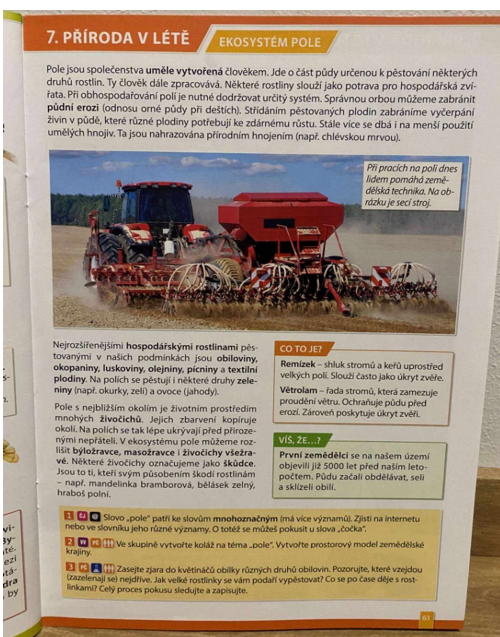 7. PŘÍRODA V LÉTĚ
EKOSYSTÉM POLE
Pole jsou společenstva uměle vytvořená člověkem. Jde o část půdy určenou k pěstování některých
druhů rostlin. Ty člověk dále zpracovává. Některé rostliny slouží jako potrava pro hospodářská zví-
řata. Při obhospodařování polí je nutné dodržovat určitý systém. Správnou orbou můžeme zabránit
půdní erozi (odnosu orné půdy při deštích). Střídáním pěstovaných plodin zabráníme vyčerpání
živin v půdě, které různé plodiny potřebují ke zdárnému růstu. Stále více se dbá i na menší použití
umělých hnojiv. Ta jsou nahrazována přírodním hnojením (např. chlévskou mrvou).
Při pracích na poli dnes
lidem pomáhá země-
dělská technika. Na ob-
rázku je secí stroj.
Nejrozšířenějšími hospodářskými rostlinami pěs-
tovanými v našich podmínkách jsou obiloviny,
okopaniny, luskoviny, olejniny, pícniny a textilní
plodiny. Na polích se pěstují i některé druhy zele-
niny (např. okurky, zelí) a ovoce (jahody).
Pole s nejbližším okolím je životním prostředím
mnohých živočichů. Jejich zbarvení kopíruje
okolí. Na polích se tak lépe ukrývají před přiroze-
nými nepřáteli. V ekosystému pole můžeme roz-
lišit býložravce, masožravce i živočichy všežra-
vé. Některé živočichy označujeme jako škůdce.
Jsou to ti, kteří svým působením škodí rostlinám
– např. mandelinka bramborová, bělásek zelný,
hraboš polní.
CO TO JE?
Remízek – shluk stromů a keřů uprostřed
velkých polí. Slouží často jako úkryt zvěře.
Větrolam – řada stromů, která zamezuje
proudění větru. Ochraňuje půdu před
erozí. Zároveň poskytuje úkryt zvěři.
VÍŠ, ŽE...?
První zemědělci se na našem území
objevili již 5000 let před naším leto-
počtem. Půdu začali obdělávat, seli
a sklízeli obilí.
1 ČJ Slovo „pole“ patří ke slovům mnohoznačným (má více významů). Zjisti na internetu
nebo ve slovníku jeho různé významy. O totéž se můžeš pokusit u slova „čočka“.
2 VV PČ Ve skupině vytvořte koláž na téma „pole“. Vytvořte prostorový model zemědělské
krajiny.
3 PČ Zasejte zjara do květináčů obilky různých druhů obilovin. Pozorujte, které vzejdou
(zazelenají se) nejdříve. Jak velké rostlinky se vám podaří vypěstovat? Co se po čase děje s rost-
linkami? Celý proces pokusu sledujte a zapisujte.
61